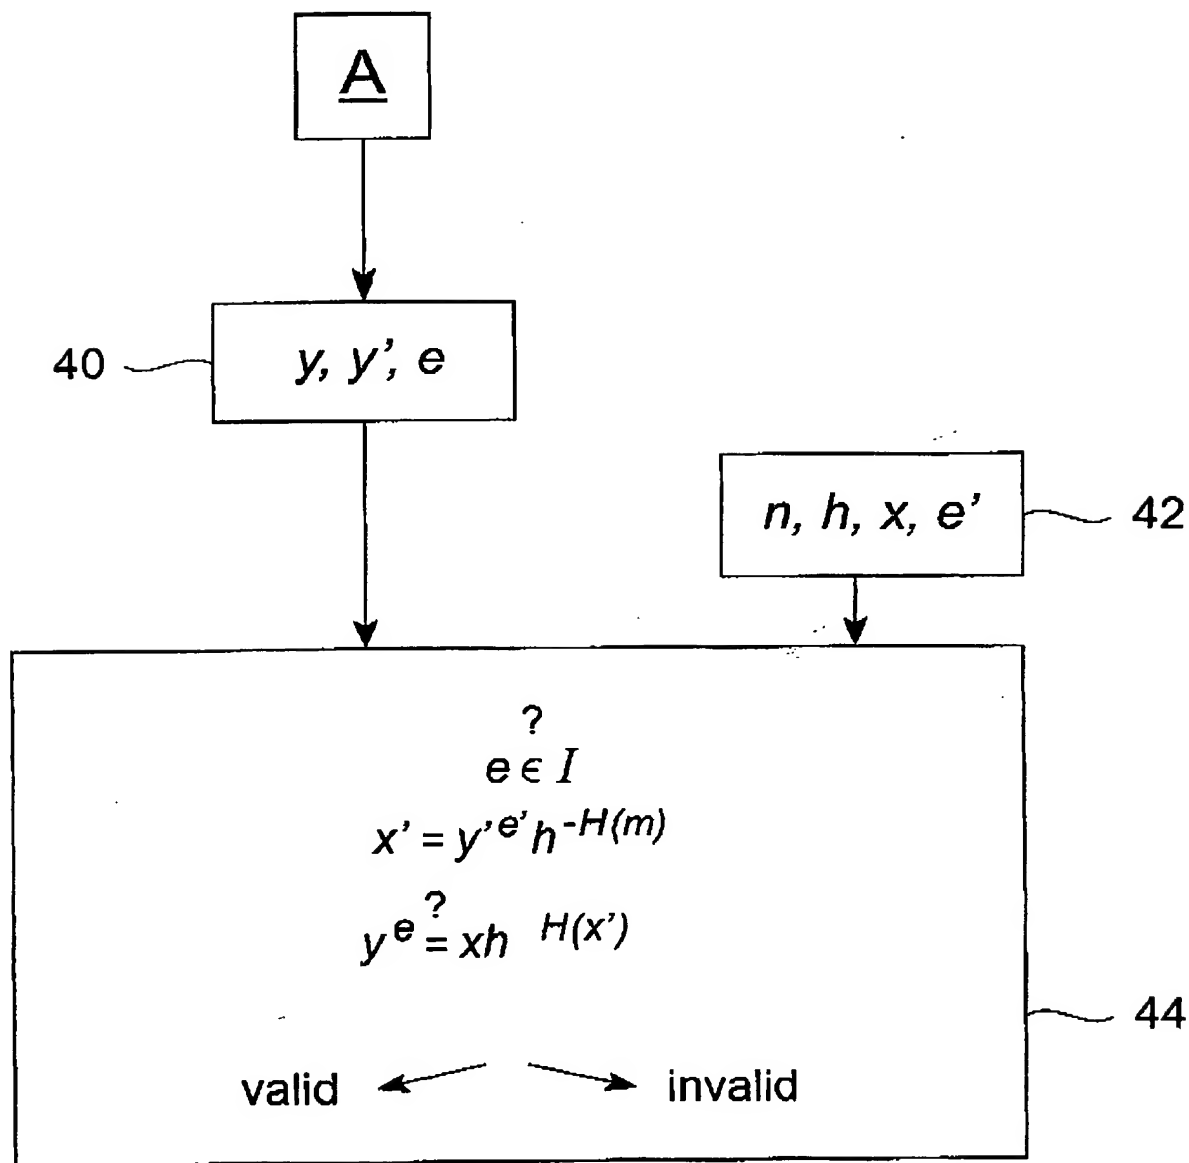 A
40
y, y', e
n, h, x, e'
42
?
e ϵ I
x' = y'^e' h^-H(m)
?
y^e = xh^H(x')
44
valid
invalid